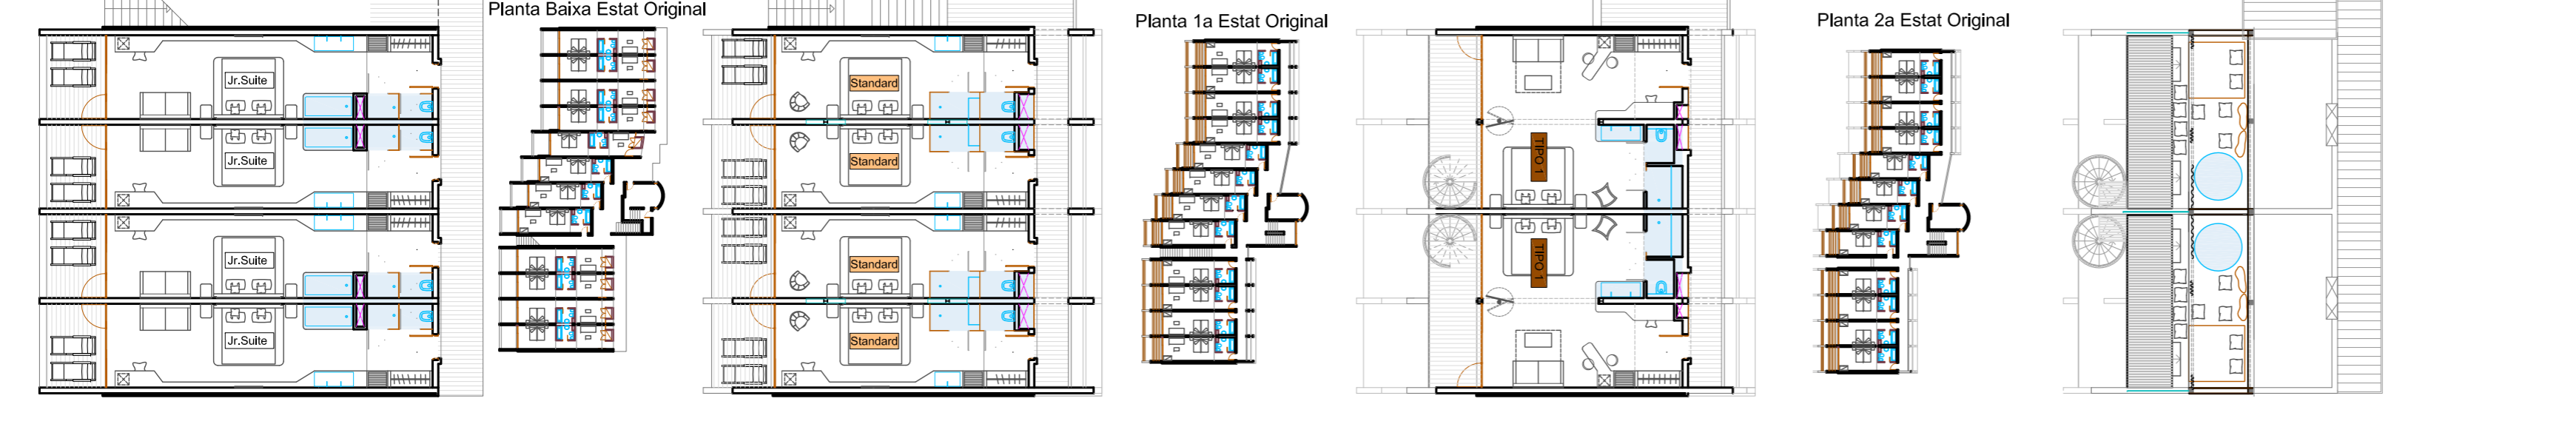 Planta Baixa Estat Original
Planta 1a Estat Original
Planta 2a Estat Original
Jr.Suite
Jr.Suite
Jr.Suite
Jr.Suite
Standard
Standard
Standard
Standard
TIPO 1
TIPO 1